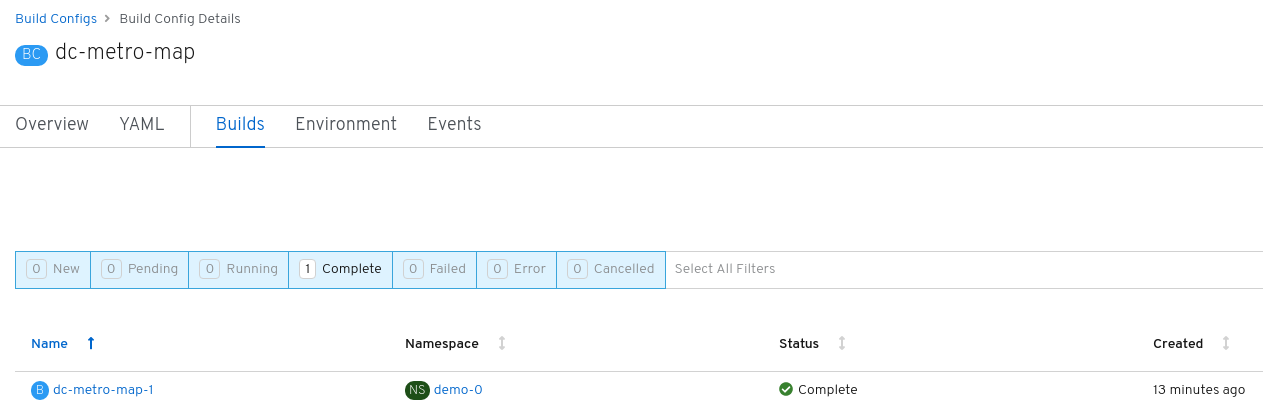 Build Configs > Build Config Details
BC dc-metro-map
Overview YAML Builds Environment Events
0 New 0 Pending 0 Running 1 Complete 0 Failed 0 Error 0 Cancelled Select All Filters
Name Namespace Status Created
B dc-metro-map-1 NS demo-0 Complete 13 minutes ago